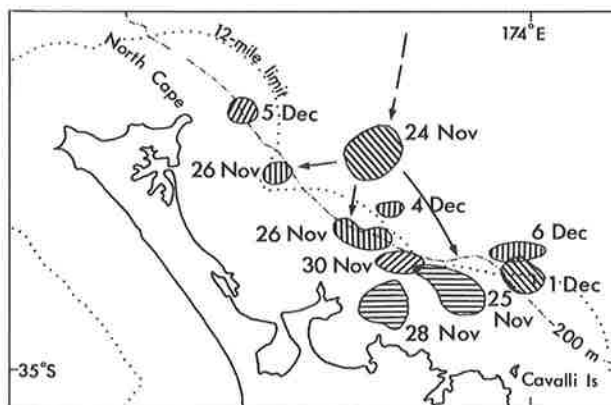 174°E
North Cape
12-mile limit
5 Dec
24 Nov
26 Nov
4 Dec
26 Nov
6 Dec
30 Nov
1 Dec
25
Nov
28 Nov
200 m
35°S
Cavalli Is